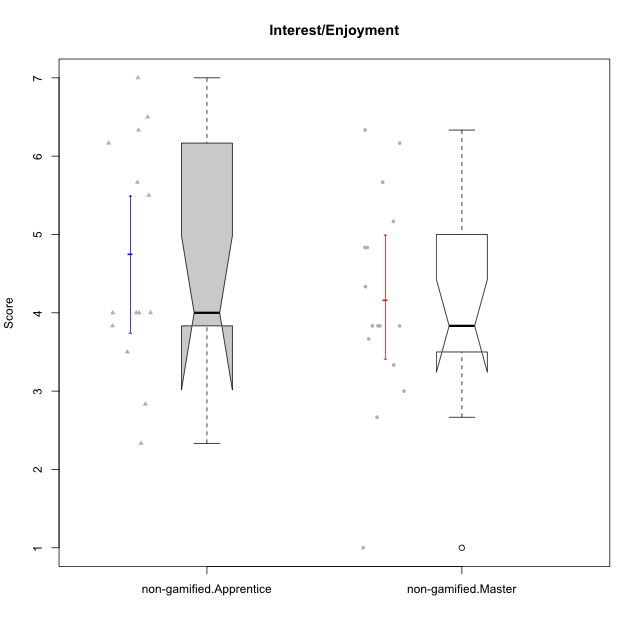 Interest/Enjoyment
Score
7
6
5
4
3
2
1
non-gamified.Apprentice
non-gamified.Master